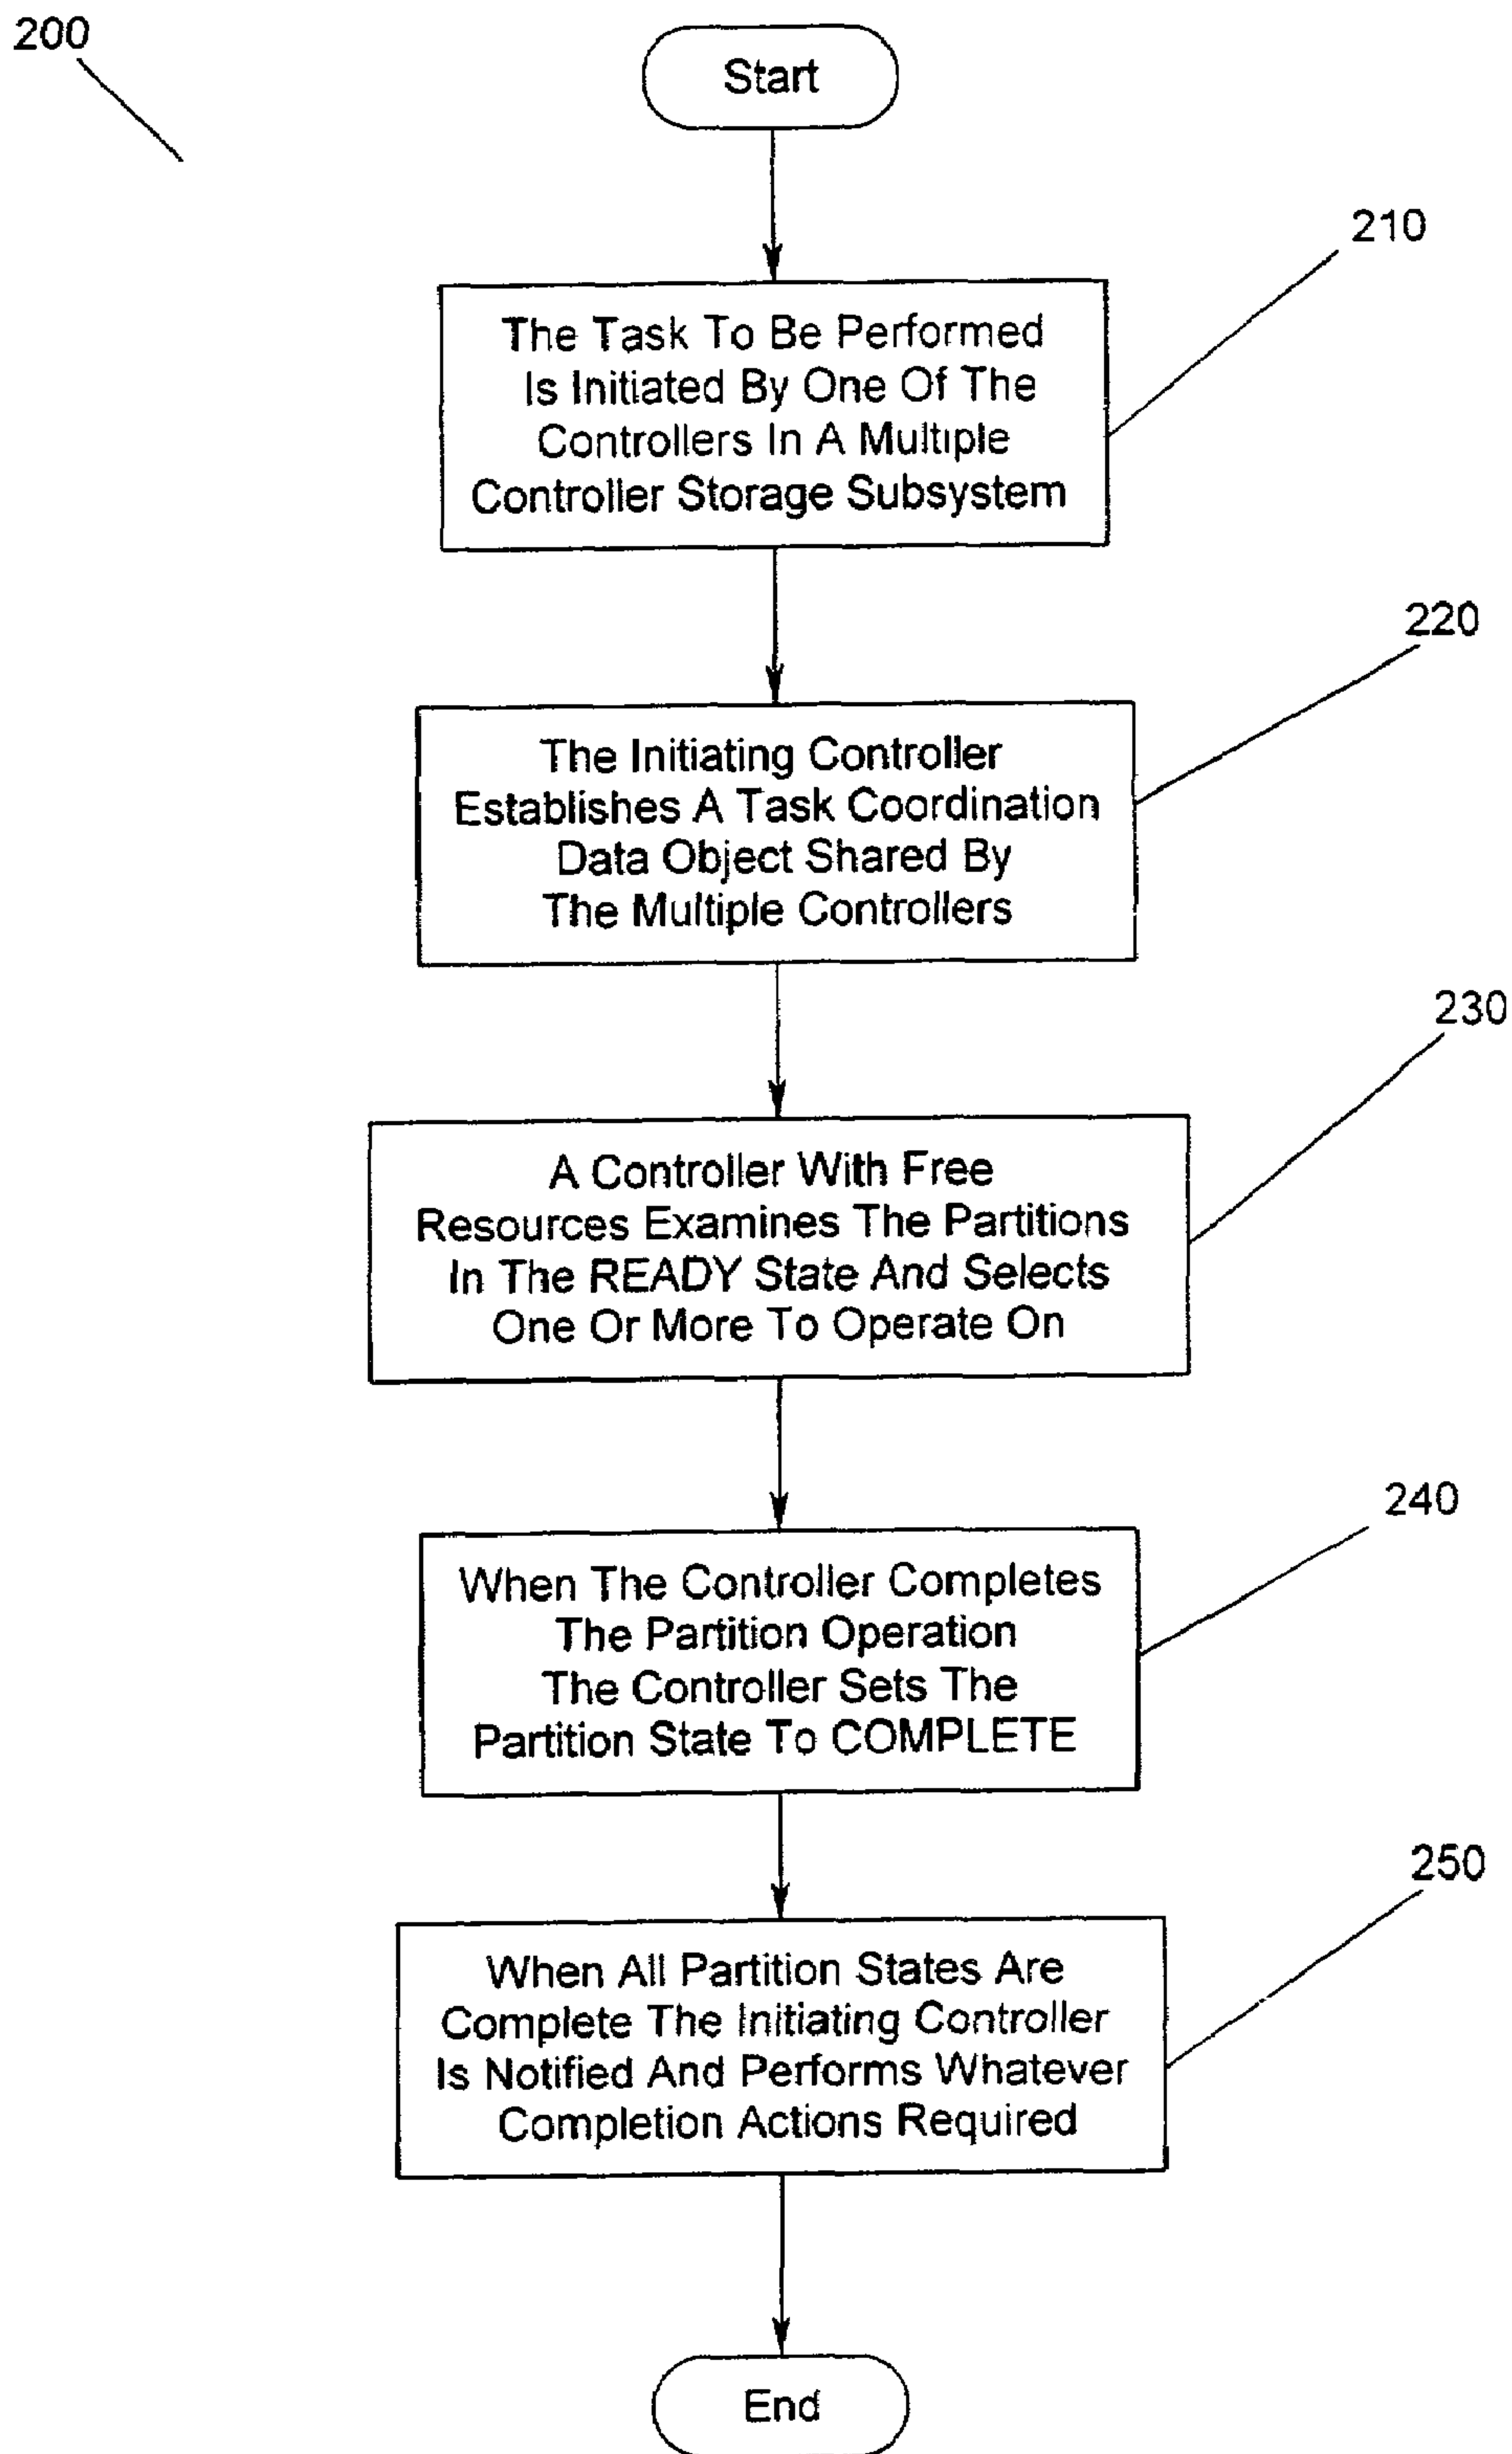 200
Start
210
The Task To Be Performed
Is Initiated By One Of The
Controllers In A Multiple
Controller Storage Subsystem
220
The Initiating Controller
Establishes A Task Coordination
Data Object Shared By
The Multiple Controllers
230
A Controller With Free
Resources Examines The Partitions
In The READY State And Selects
One Or More To Operate On
240
When The Controller Completes
The Partition Operation
The Controller Sets The
Partition State To COMPLETE
250
When All Partition States Are
Complete The Initiating Controller
Is Notified And Performs Whatever
Completion Actions Required
End